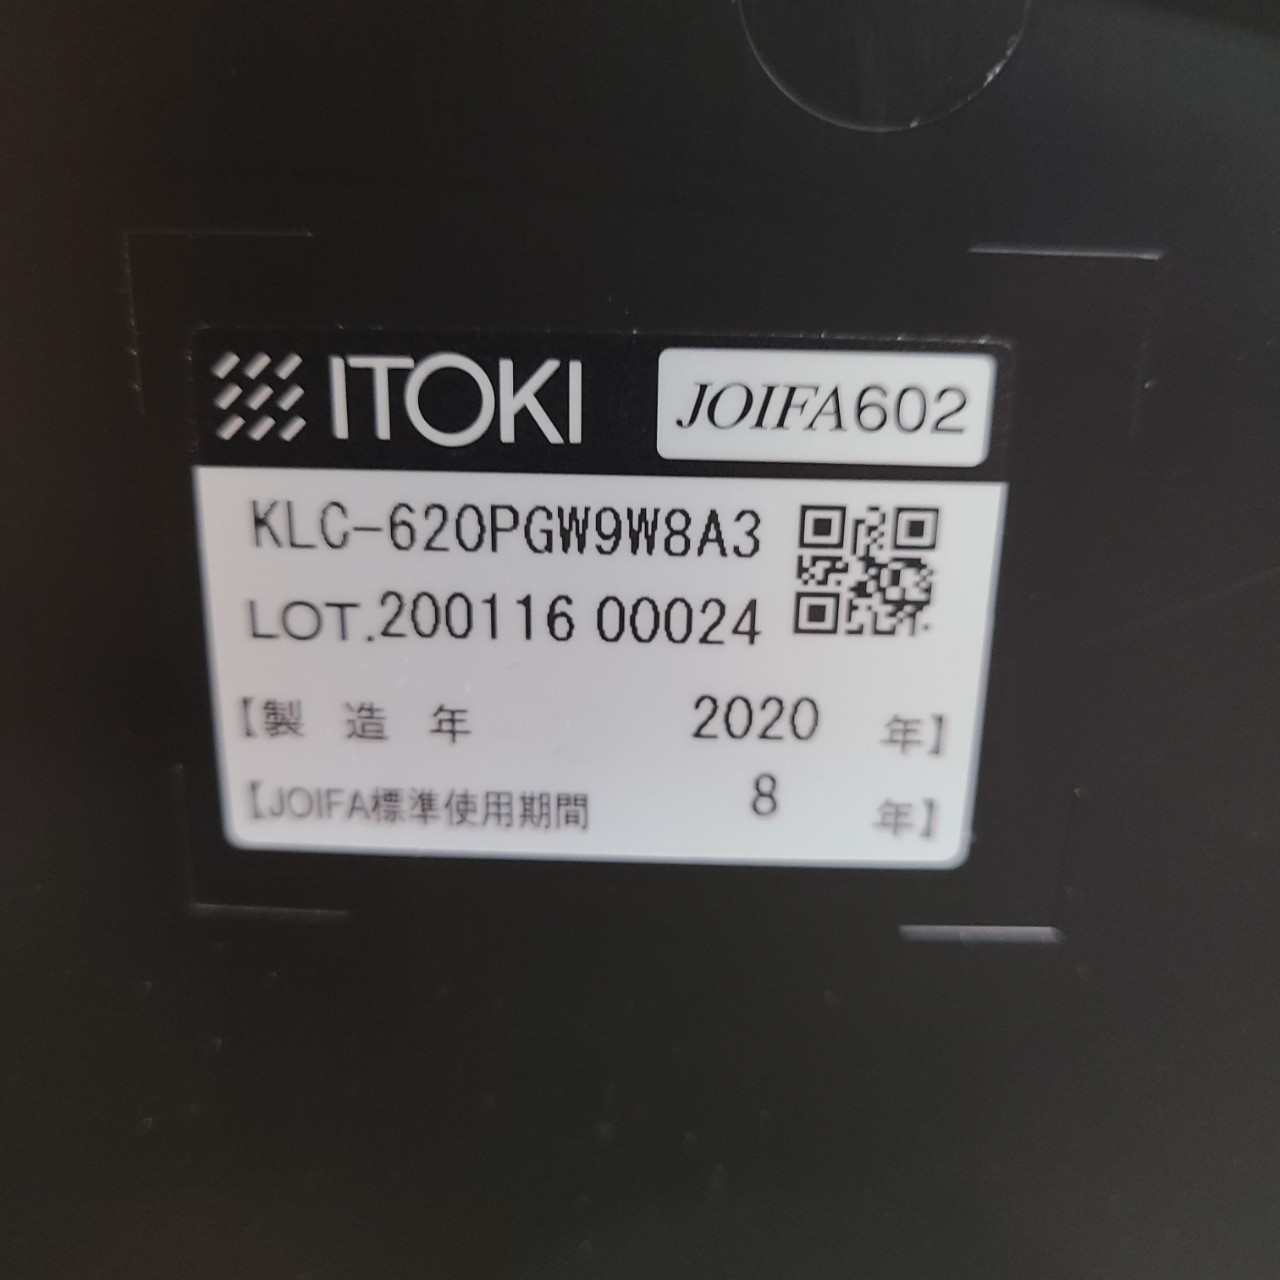 ITOKI JOIFA602
KLC-620PGW9W8A3
LOT.200116 00024
【製 造 年 2020 年】
【JOIFA標準使用期間 8 年】